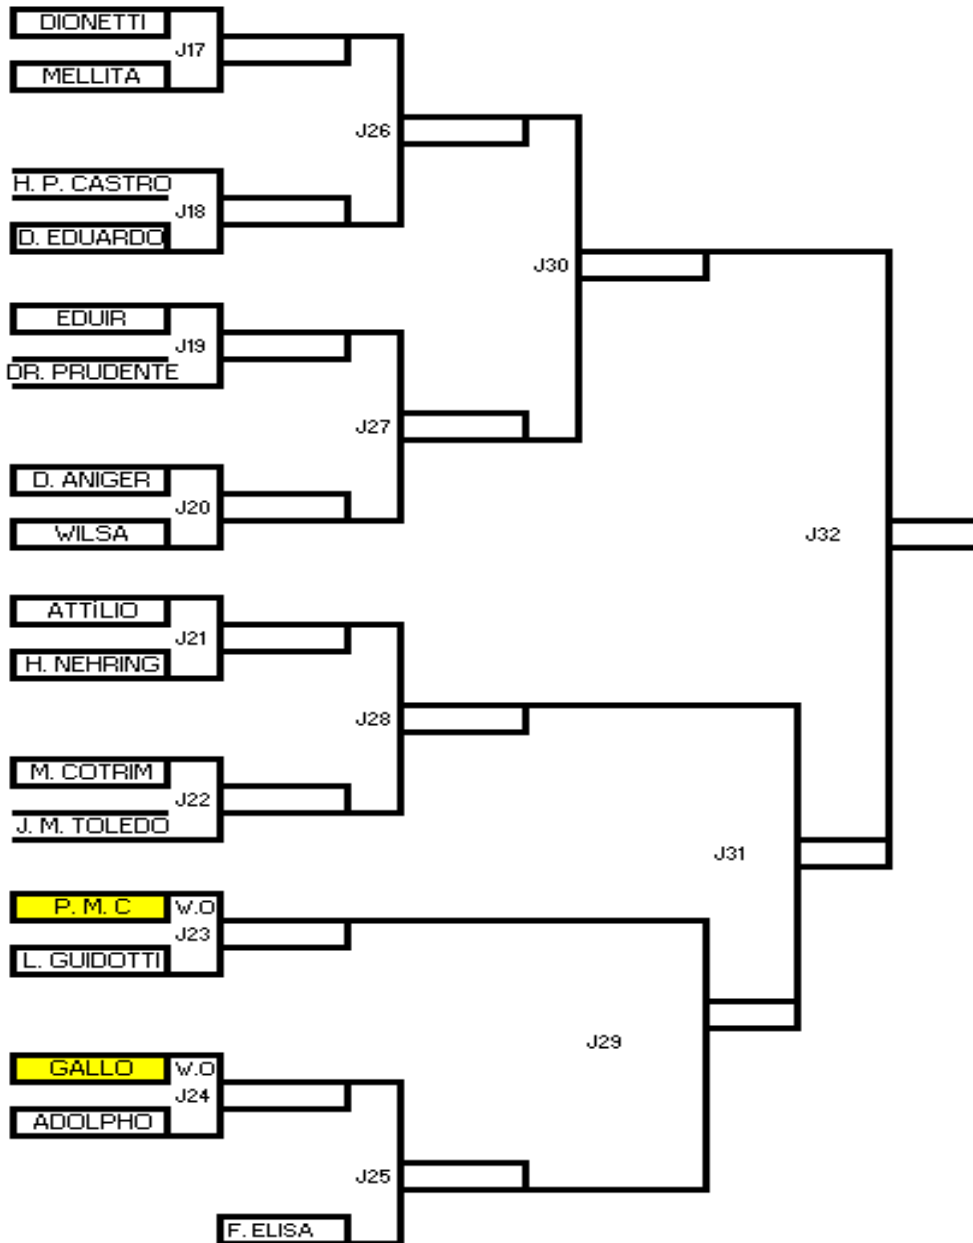 DIONETTI
J17
MELLITA
J26
H. P. CASTRO
J18
D. EDUARDO
J30
EDUIR
J19
DR. PRUDENTE
J27
D. ANIGER
J20
WILSA
J32
ATTíLIO
J21
H. NEHRING
J28
M. COTRIM
J22
J. M. TOLEDO
J31
P. M. C W.O
J23
L. GUIDOTTI
J29
GALLO W.O
J24
ADOLPHO
J25
F. ELISA